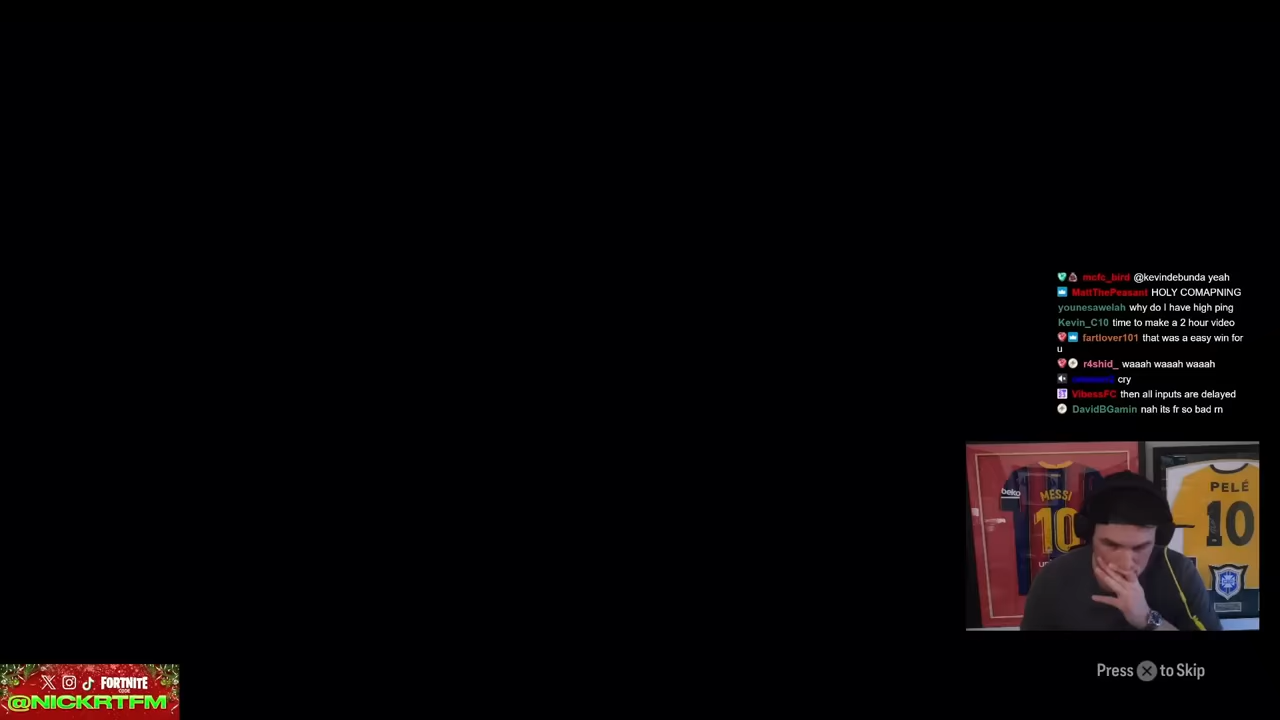 mcfc_bird @kevindebunda yeah
MattThePeasant HOLY COMAPNING
younesawelah why do I have high ping
Kevin_C10 time to make a 2 hour video
fartlover101 that was a easy win for
u
r4shid_ waaah waaah waaah
cry
VibessFC then all inputs are delayed
DavidBGamin nah its fr so bad rn
beko
MESSI
10
PELÉ
10
Press X to Skip
FORTNITE
CODE
@NICKRTFM